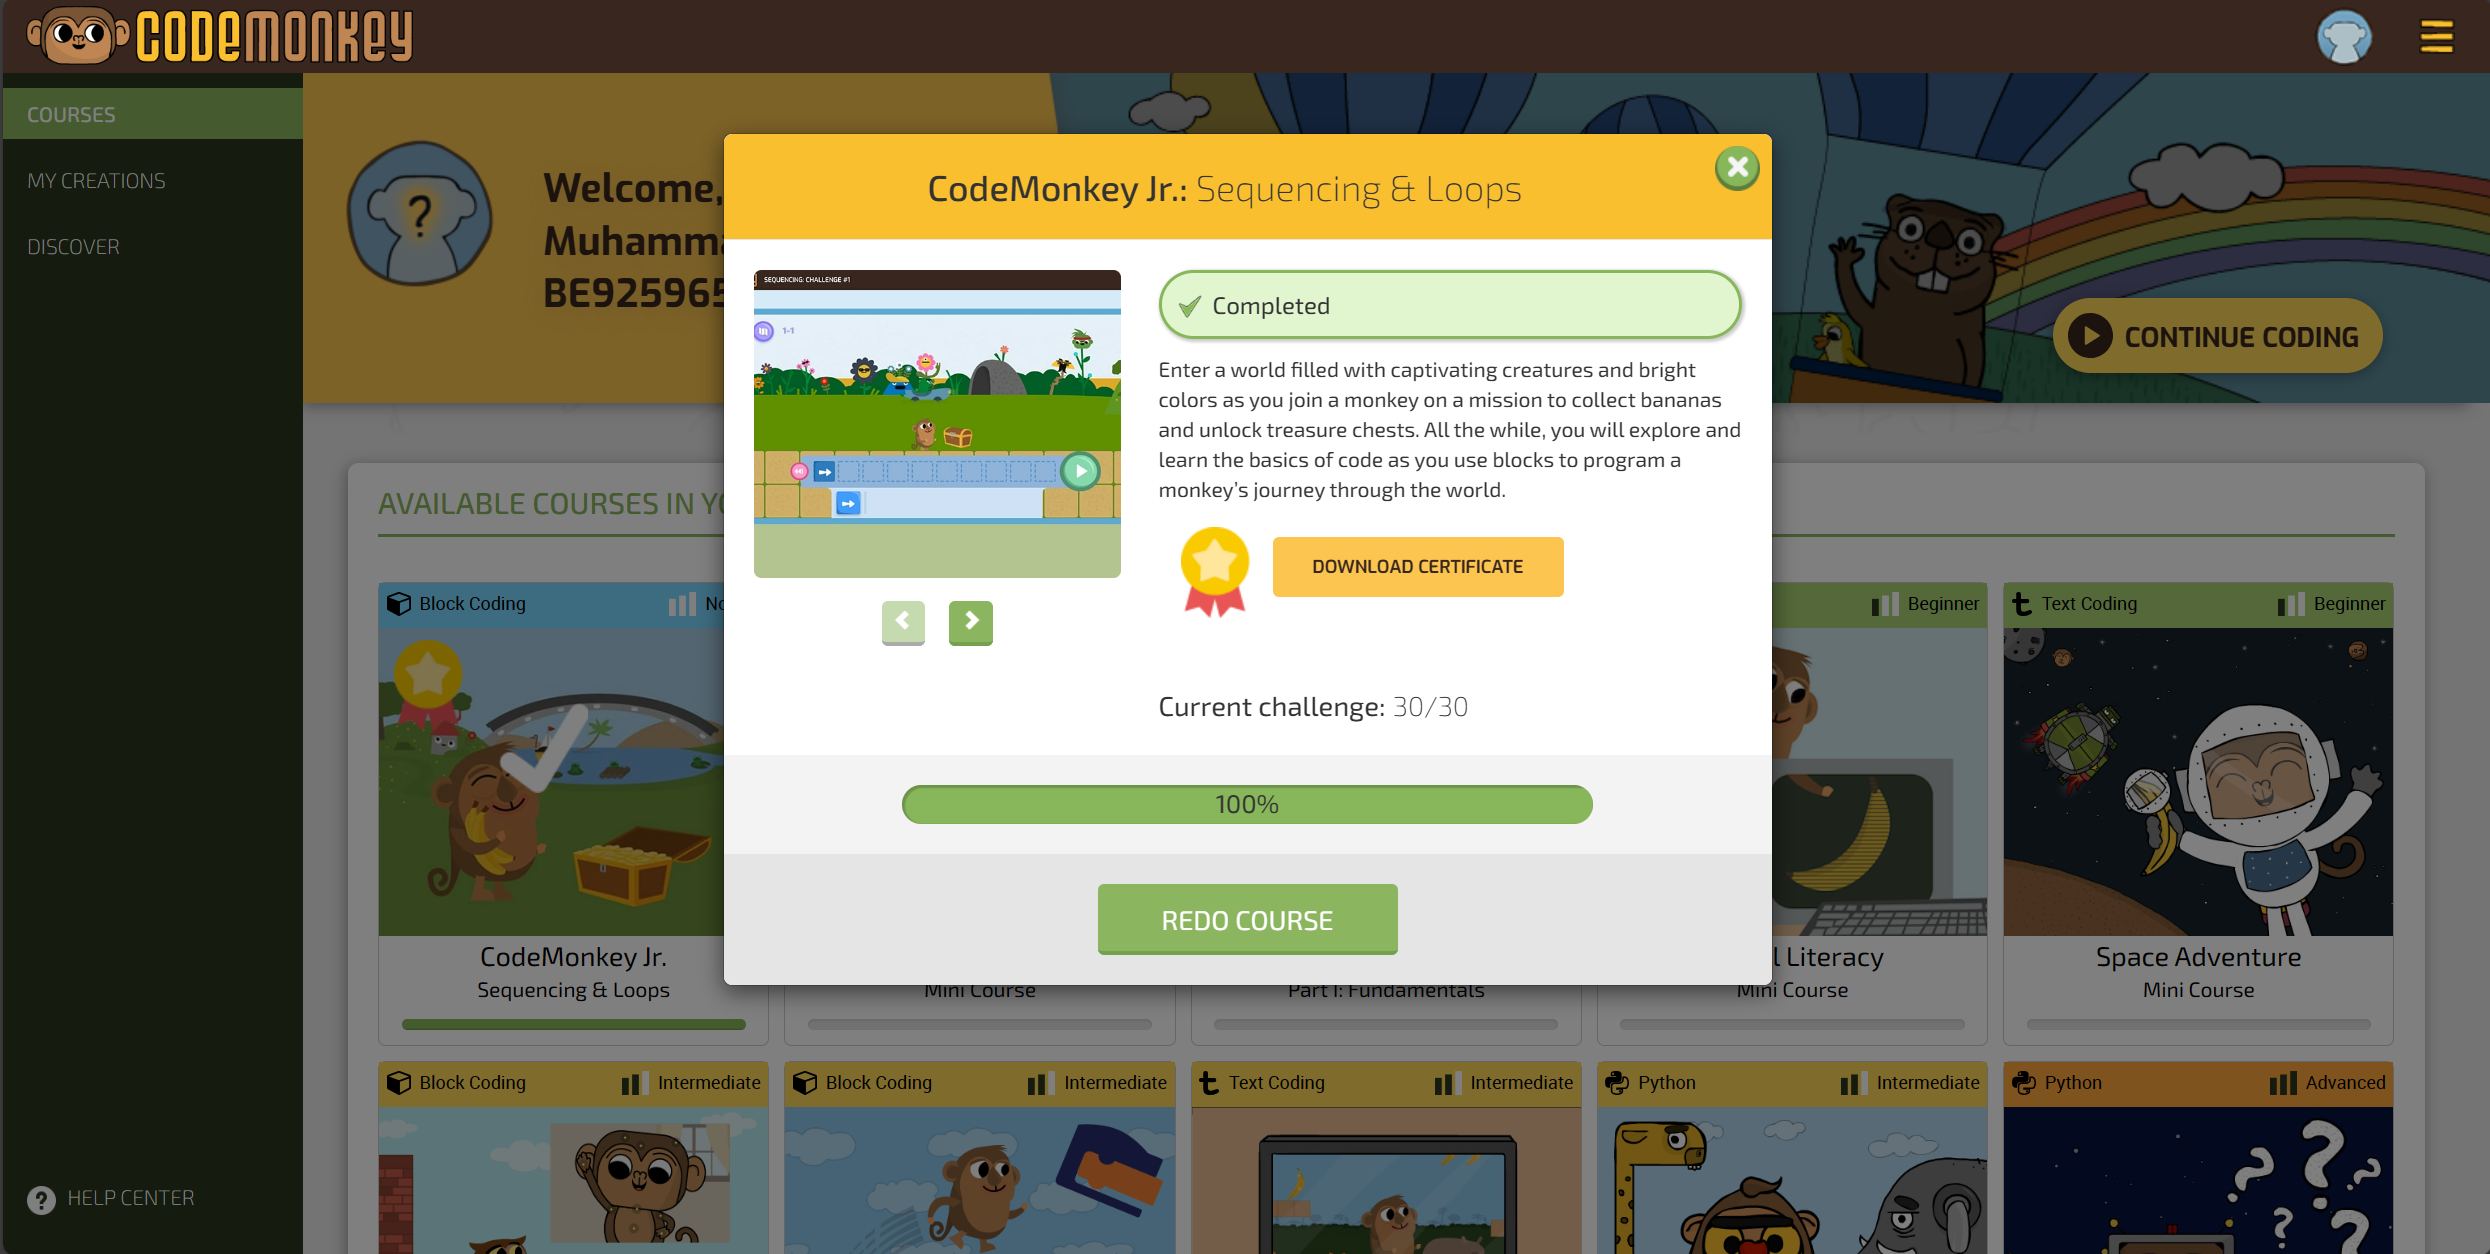 CODEMONKEY
COURSES
MY CREATIONS
DISCOVER
HELP CENTER
Welcome,
BE925965
CONTINUE CODING
CodeMonkey Jr.: Sequencing & Loops
SEQUENCING: CHALLENGE #1
1-1
Completed
Enter a world filled with captivating creatures and bright
colors as you join a monkey on a mission to collect bananas
and unlock treasure chests. All the while, you will explore and
learn the basics of code as you use blocks to program a
monkey's journey through the world.
DOWNLOAD CERTIFICATE
Current challenge: 30/30
100%
REDO COURSE
AVAILABLE COURSES IN
Block Coding
Beginner
Text Coding Beginner
CodeMonkey Jr.
Sequencing & Loops
Mini Course
Part I: Fundamentals
Literacy
Mini Course
Space Adventure
Mini Course
Block Coding Intermediate
Block Coding Intermediate
Text Coding Intermediate
Python Intermediate
Python Advanced